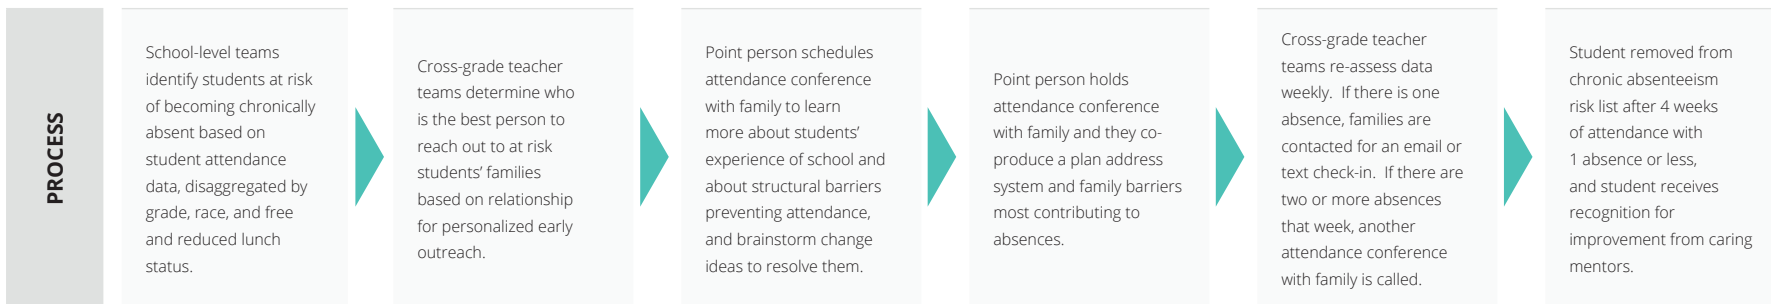 PROCESS
School-level teams
identify students at risk
of becoming chronically
absent based on
student attendance
data, disaggregated by
grade, race, and free
and reduced lunch
status.
Cross-grade teacher
teams determine who
is the best person to
reach out to at risk
students’ families
based on relationship
for personalized early
outreach.
Point person schedules
attendance conference
with family to learn
more about students’
experience of school and
about structural barriers
preventing attendance,
and brainstorm change
ideas to resolve them.
Point person holds
attendance conference
with family and they co-
produce a plan address
system and family barriers
most contributing to
absences.
Cross-grade teacher
teams re-assess data
weekly.  If there is one
absence, families are
contacted for an email or
text check-in.  If there are
two or more absences
that week, another
attendance conference
with family is called.
Student removed from
chronic absenteeism
risk list after 4 weeks
of attendance with
1 absence or less,
and student receives
recognition for
improvement from caring
mentors.